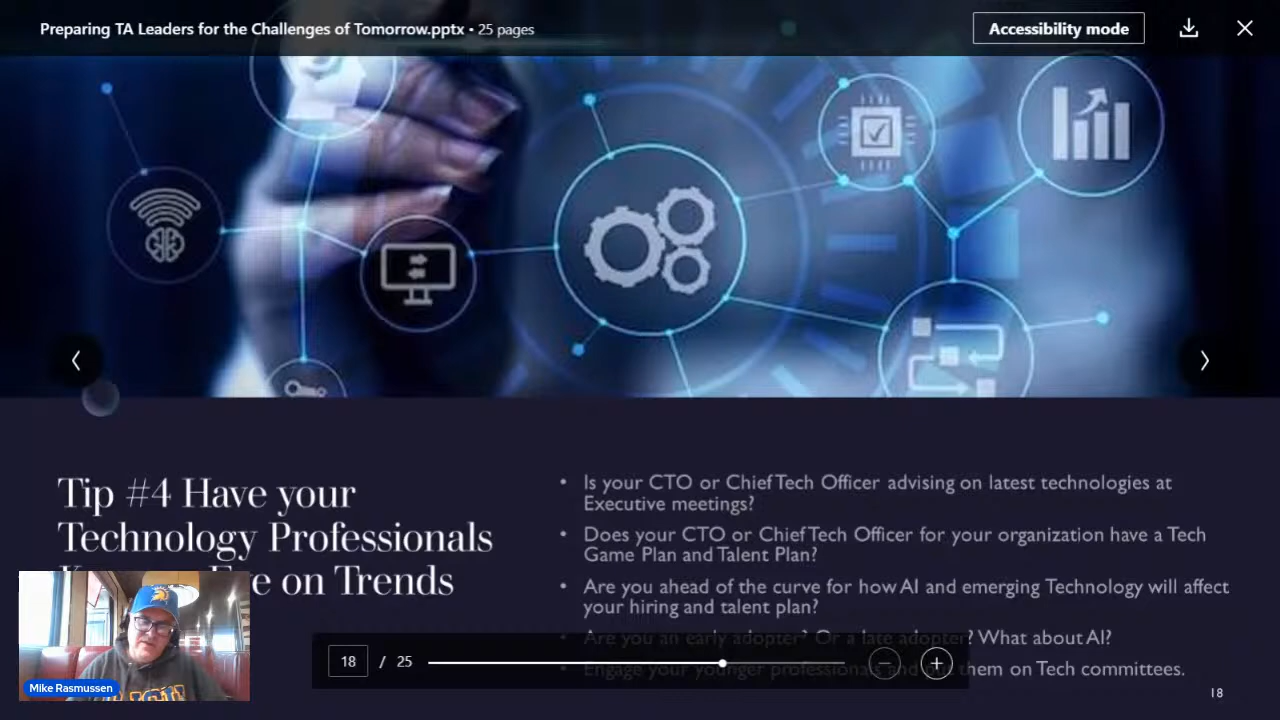 Preparing TA Leaders for the Challenges of Tomorrow.pptx • 25 pages
Accessibility mode
Tip #4 Have your
Technology Professionals
Eye on Trends
• Is your CTO or Chief Tech Officer advising on latest technologies at
Executive meetings?
• Does your CTO or Chief Tech Officer for your organization have a Tech
Game Plan and Talent Plan?
• Are you ahead of the curve for how AI and emerging Technology will affect
your hiring and talent plan?
• Are you an early adopter? Or a late adopter? What about AI?
• Engage your younger professionals and put them on Tech committees.
18 / 25
18
Mike Rasmussen